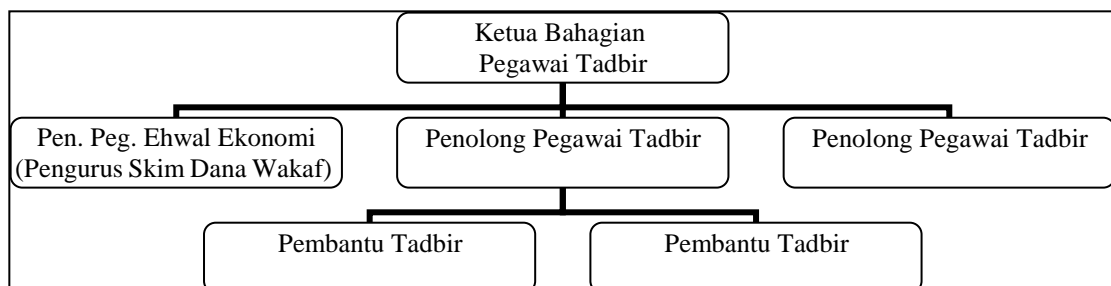 Ketua Bahagian
Pegawai Tadbir
Pen. Peg. Ehwal Ekonomi
(Pengurus Skim Dana Wakaf)
Penolong Pegawai Tadbir
Penolong Pegawai Tadbir
Pembantu Tadbir
Pembantu Tadbir